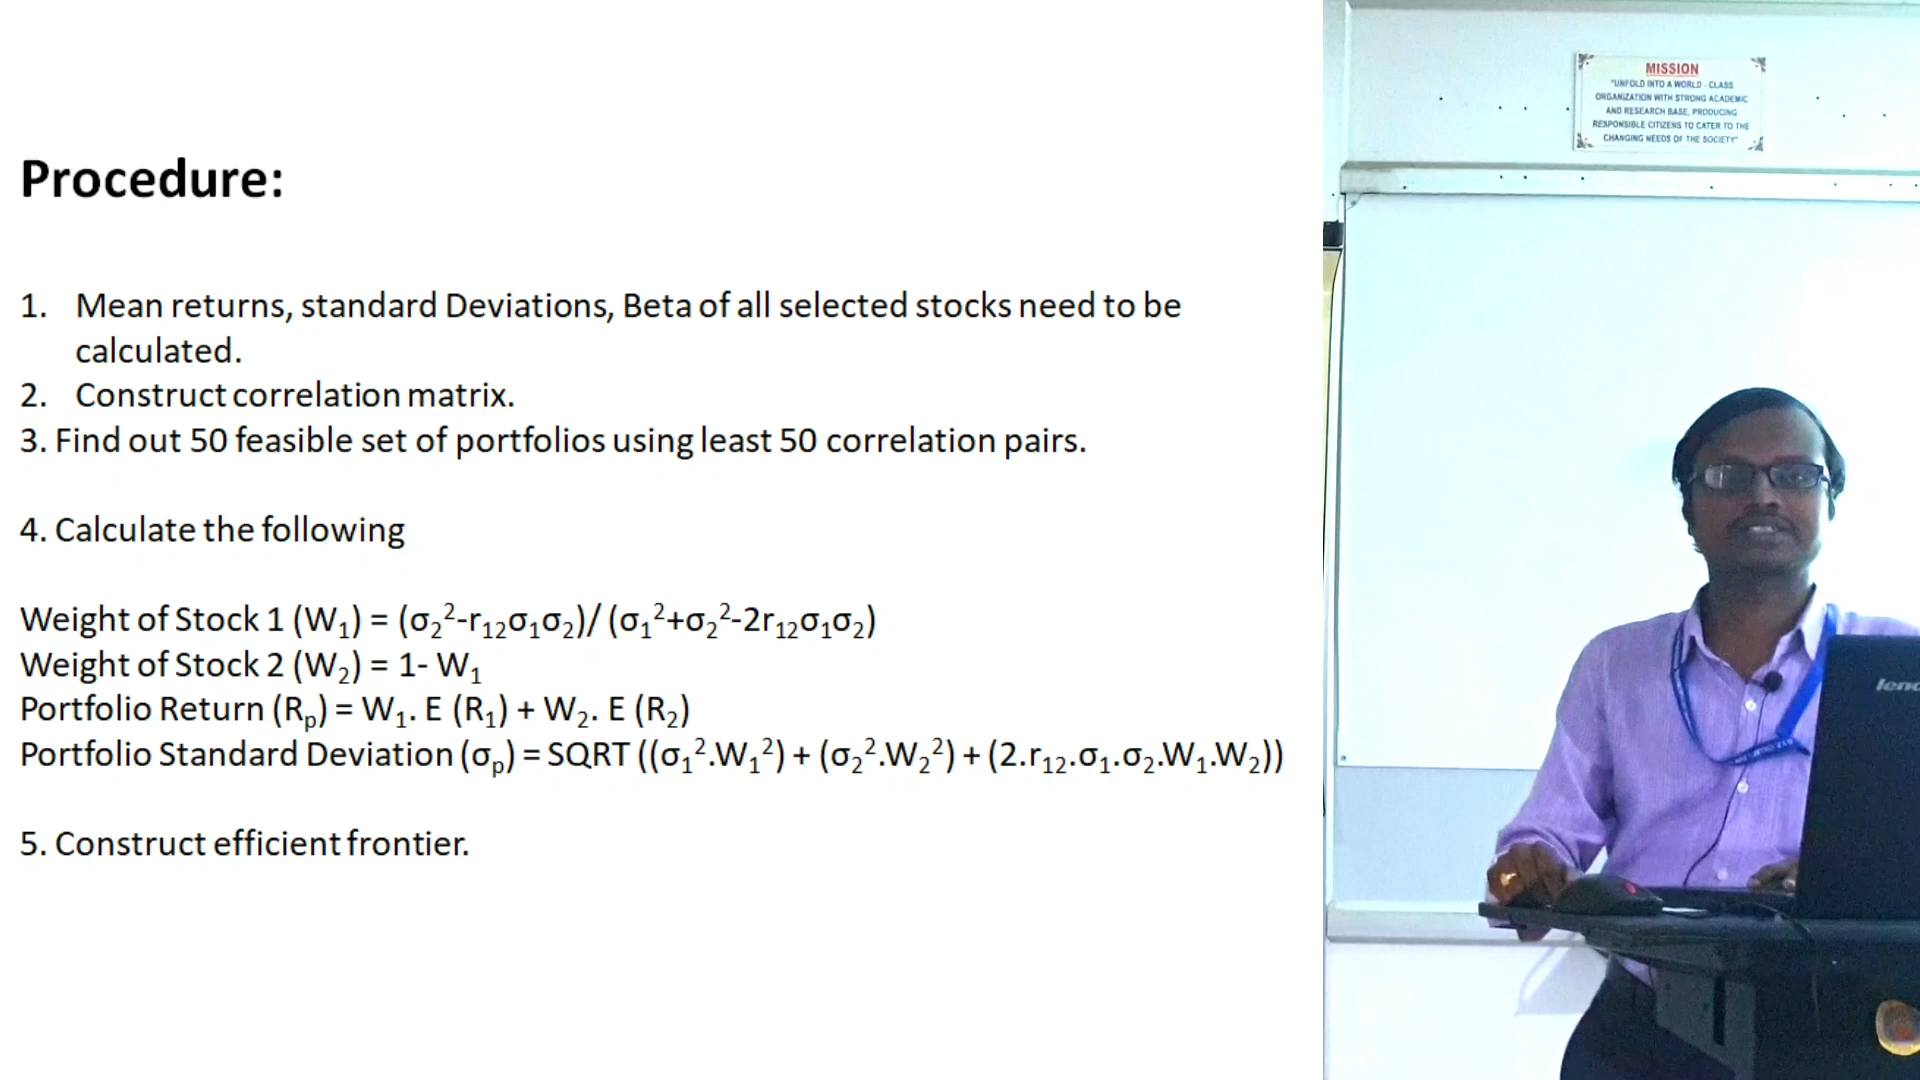 Procedure:
1. Mean returns, standard Deviations, Beta of all selected stocks need to be
calculated.
2. Construct correlation matrix.
3. Find out 50 feasible set of portfolios using least 50 correlation pairs.
4. Calculate the following
Weight of Stock 1 (W₁) = (σ₂²-r₁₂σ₁σ₂)/ (σ₁²+σ₂²-2r₁₂σ₁σ₂)
Weight of Stock 2 (W₂) = 1- W₁
Portfolio Return (Rₚ) = W₁. E (R₁) + W₂. E (R₂)
Portfolio Standard Deviation (σₚ) = SQRT ((σ₁².W₁²) + (σ₂².W₂²) + (2.r₁₂.σ₁.σ₂.W₁.W₂))
5. Construct efficient frontier.
MISSION
"UNFOLD INTO A WORLD - CLASS
ORGANIZATION WITH STRONG ACADEMIC
AND RESEARCH BASE, PRODUCING
RESPONSIBLE CITIZENS TO CATER TO THE
CHANGING NEEDS OF THE SOCIETY"
leno